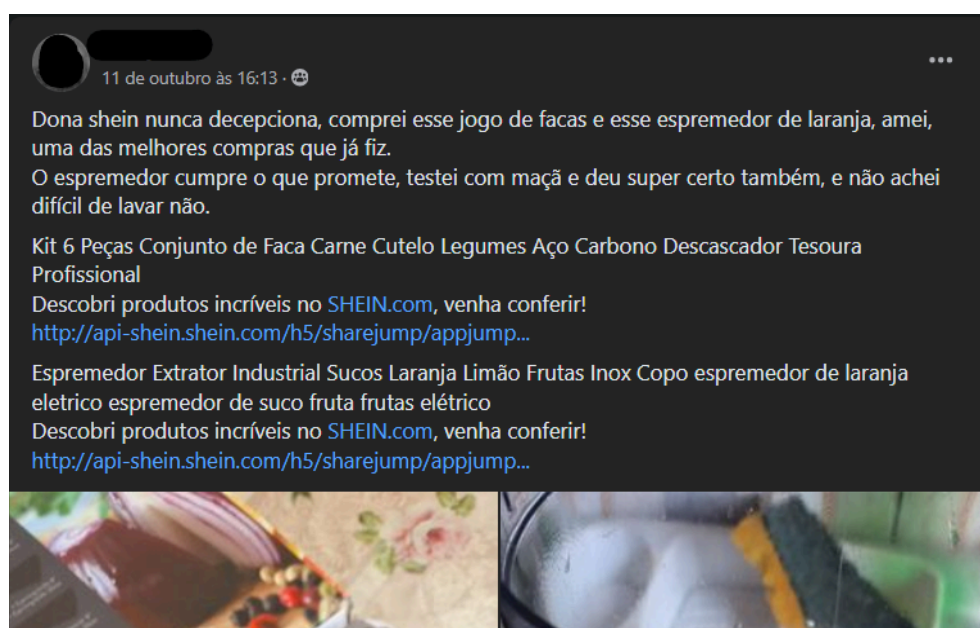 11 de outubro às 16:13 ·
Dona shein nunca decepciona, comprei esse jogo de facas e esse espremedor de laranja, amei,
uma das melhores compras que já fiz.
O espremedor cumpre o que promete, testei com maçã e deu super certo também, e não achei
difícil de lavar não.
Kit 6 Peças Conjunto de Faca Carne Cutelo Legumes Aço Carbono Descascador Tesoura
Profissional
Descobri produtos incríveis no SHEIN.com, venha conferir!
http://api-shein.shein.com/h5/sharejump/appjump...
Espremedor Extrator Industrial Sucos Laranja Limão Frutas Inox Copo espremedor de laranja
eletrico espremedor de suco fruta frutas elétrico
Descobri produtos incríveis no SHEIN.com, venha conferir!
http://api-shein.shein.com/h5/sharejump/appjump...